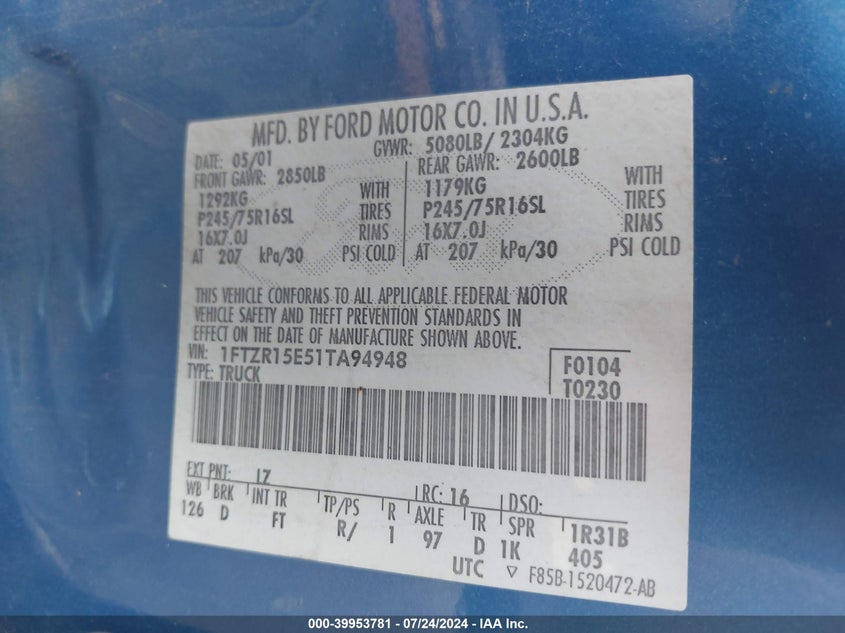 MFD. BY FORD MOTOR CO. IN U.S.A.
DATE: 05/01 GVWR: 5080LB/ 2304KG
FRONT GAWR: 2850LB REAR GAWR: 2600LB
1292KG WITH 1179KG WITH
P245/75R16SL TIRES P245/75R16SL TIRES
16X7.0J RIMS 16X7.0J RIMS
AT 207 kPa/30 PSI COLD AT 207 kPa/30 PSI COLD
THIS VEHICLE CONFORMS TO ALL APPLICABLE FEDERAL MOTOR
VEHICLE SAFETY AND THEFT PREVENTION STANDARDS IN
EFFECT ON THE DATE OF MANUFACTURE SHOWN ABOVE.
VIN: 1FTZR15E51TA94948 F0104
TYPE: TRUCK T0230
EXT PNT: 17 RC: 16 DSO:
WB BRK INT TR TP/PS R AXLE TR SPR 1R31B
126 D FT R/ 1 97 D 1K 405
UTC ▽ F85B-1520472-AB
000-39953781 - 07/24/2024 - IAA Inc.